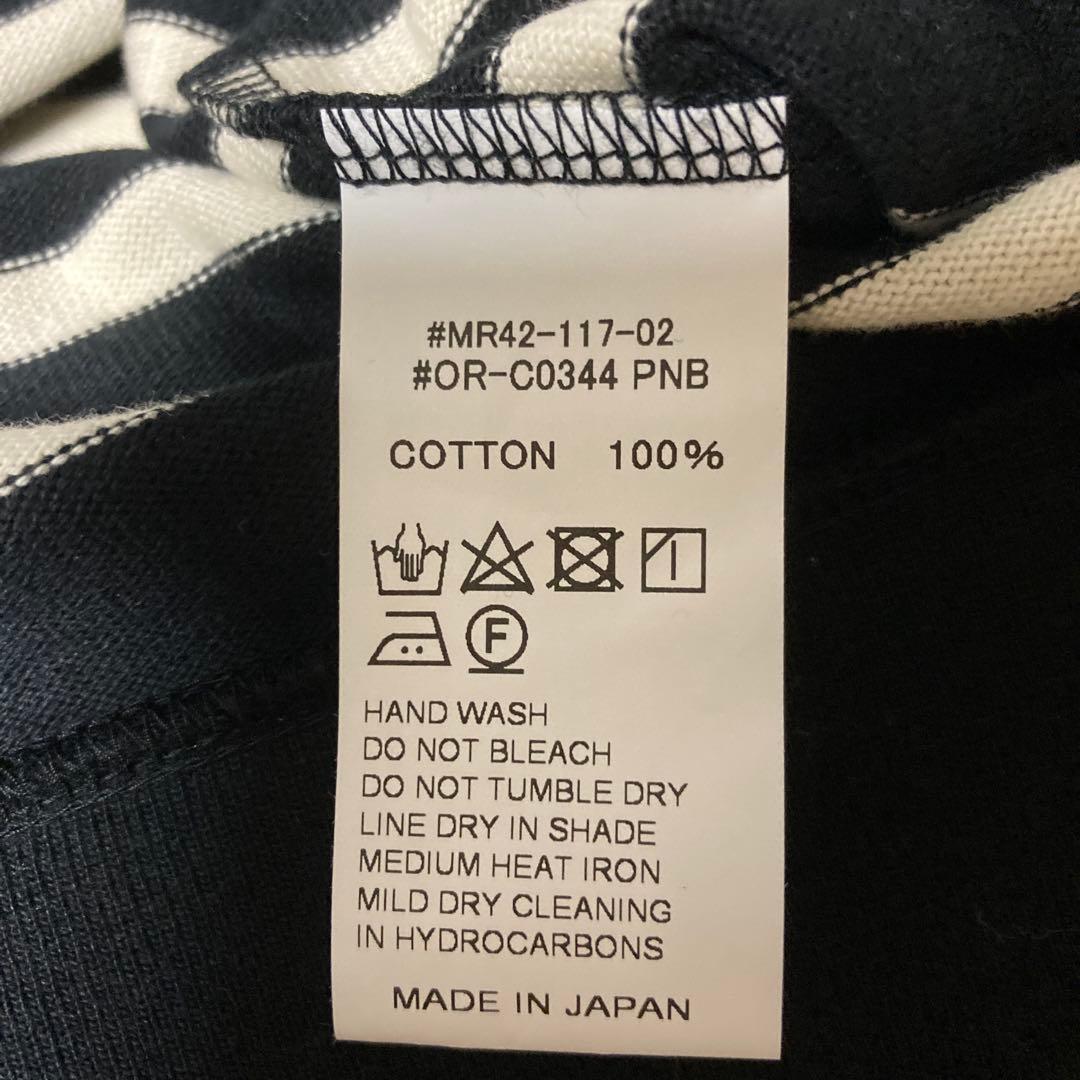 #MR42-117-02
#OR-C0344 PNB
COTTON 100%
F
HAND WASH
DO NOT BLEACH
DO NOT TUMBLE DRY
LINE DRY IN SHADE
MEDIUM HEAT IRON
MILD DRY CLEANING
IN HYDROCARBONS
MADE IN JAPAN